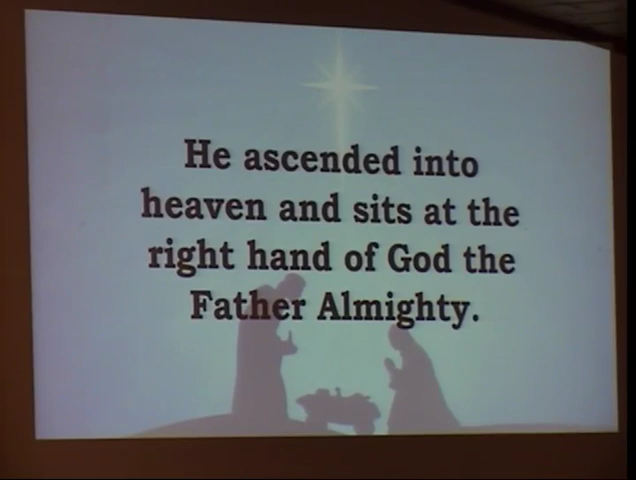 He ascended into
heaven and sits at the
right hand of God the
Father Almighty.